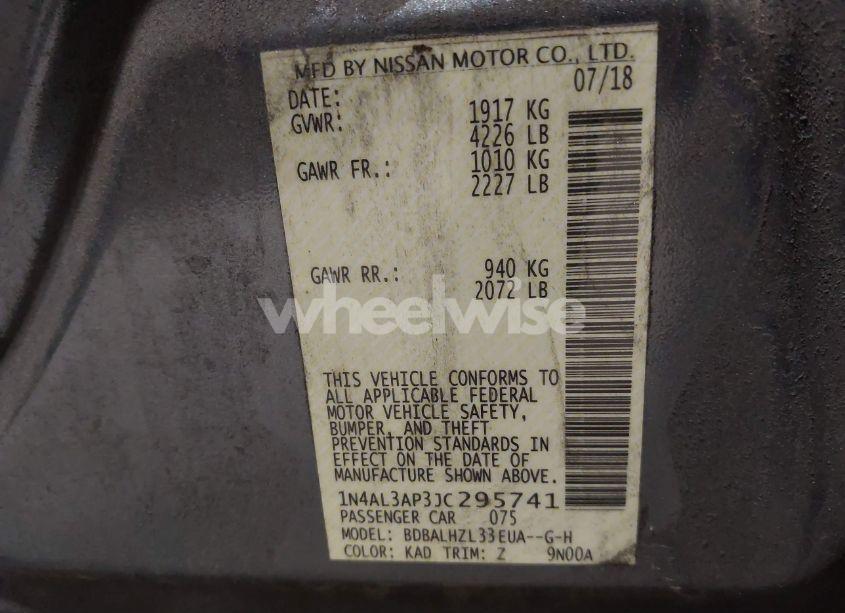 MFD BY NISSAN MOTOR CO., LTD.
DATE: 07/18
GVWR: 1917 KG
4226 LB
GAWR FR.: 1010 KG
2227 LB
GAWR RR.: 940 KG
2072 LB
wheelwise
THIS VEHICLE CONFORMS TO
ALL APPLICABLE FEDERAL
MOTOR VEHICLE SAFETY,
BUMPER, AND THEFT
PREVENTION STANDARDS IN
EFFECT ON THE DATE OF
MANUFACTURE SHOWN ABOVE.
1N4AL3AP3JC295741
PASSENGER CAR 075
MODEL: BDBALHZL33EUA--G-H
COLOR: KAD TRIM: Z 9N00A